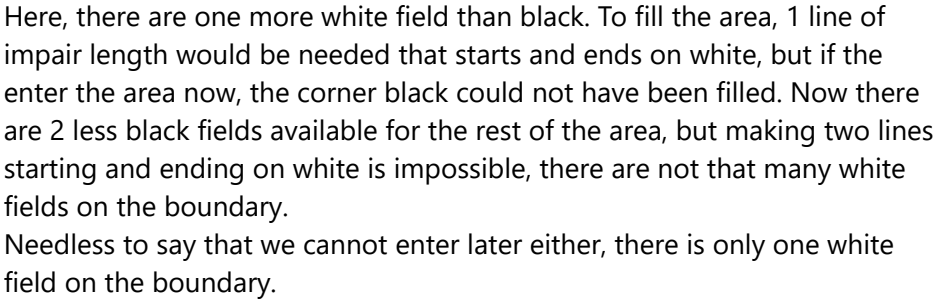 Here, there are one more white field than black. To fill the area, 1 line of
impair length would be needed that starts and ends on white, but if the
enter the area now, the corner black could not have been filled. Now there
are 2 less black fields available for the rest of the area, but making two lines
starting and ending on white is impossible, there are not that many white
fields on the boundary.
Needless to say that we cannot enter later either, there is only one white
field on the boundary.